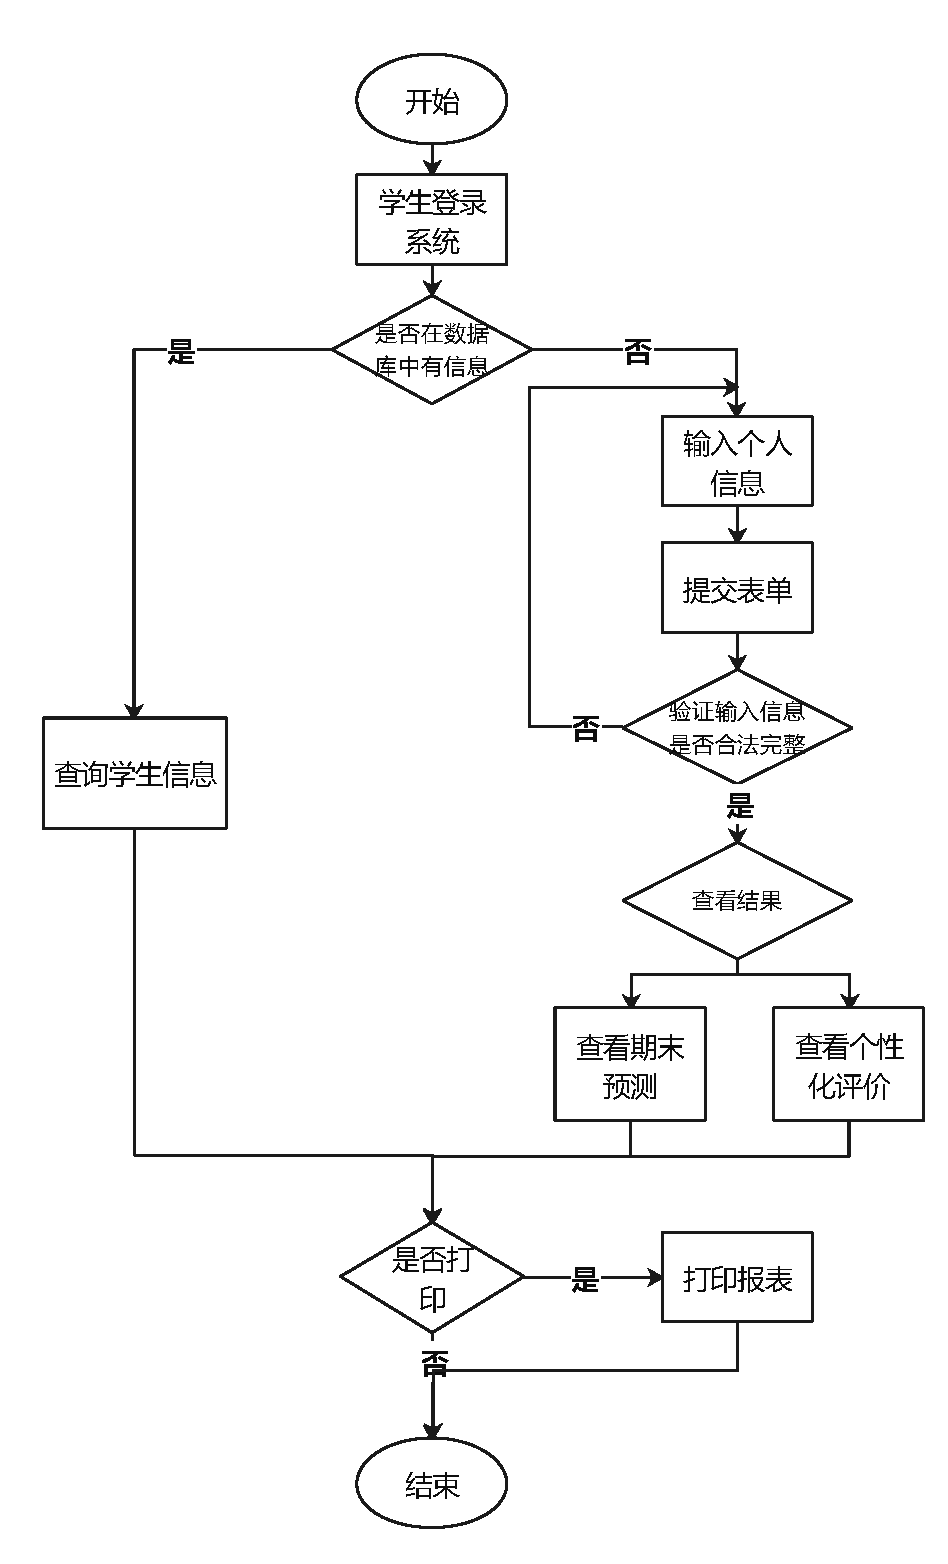 开始
学生登录
系统
是否在数据
库中有信息
是
否
输入个人
信息
提交表单
验证输入信息
是否合法完整
否
是
查询学生信息
查看结果
查看期末
预测
查看个性
化评价
是否打
印
是
打印报表
否
结束